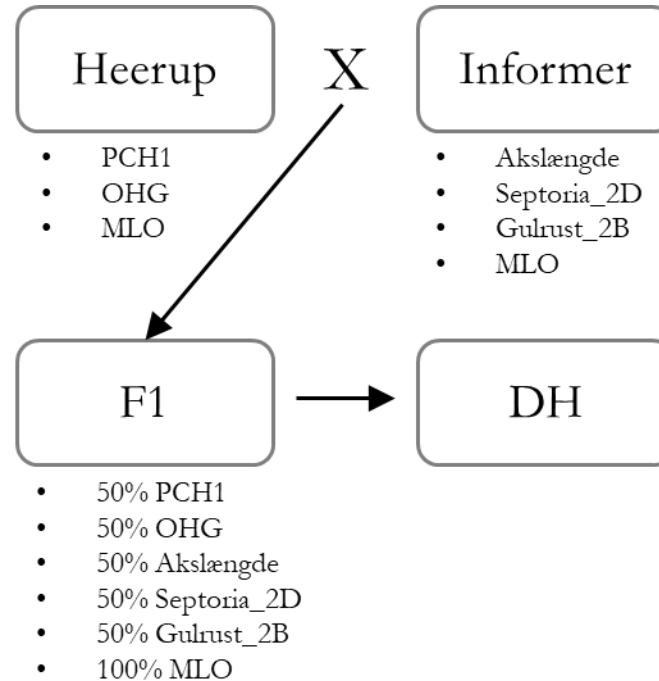 Heerup
X
Informer
• PCH1
• OHG
• MLO
• Akslængde
• Septoria_2D
• Gulrust_2B
• MLO
F1
DH
• 50% PCH1
• 50% OHG
• 50% Akslængde
• 50% Septoria_2D
• 50% Gulrust_2B
• 100% MLO